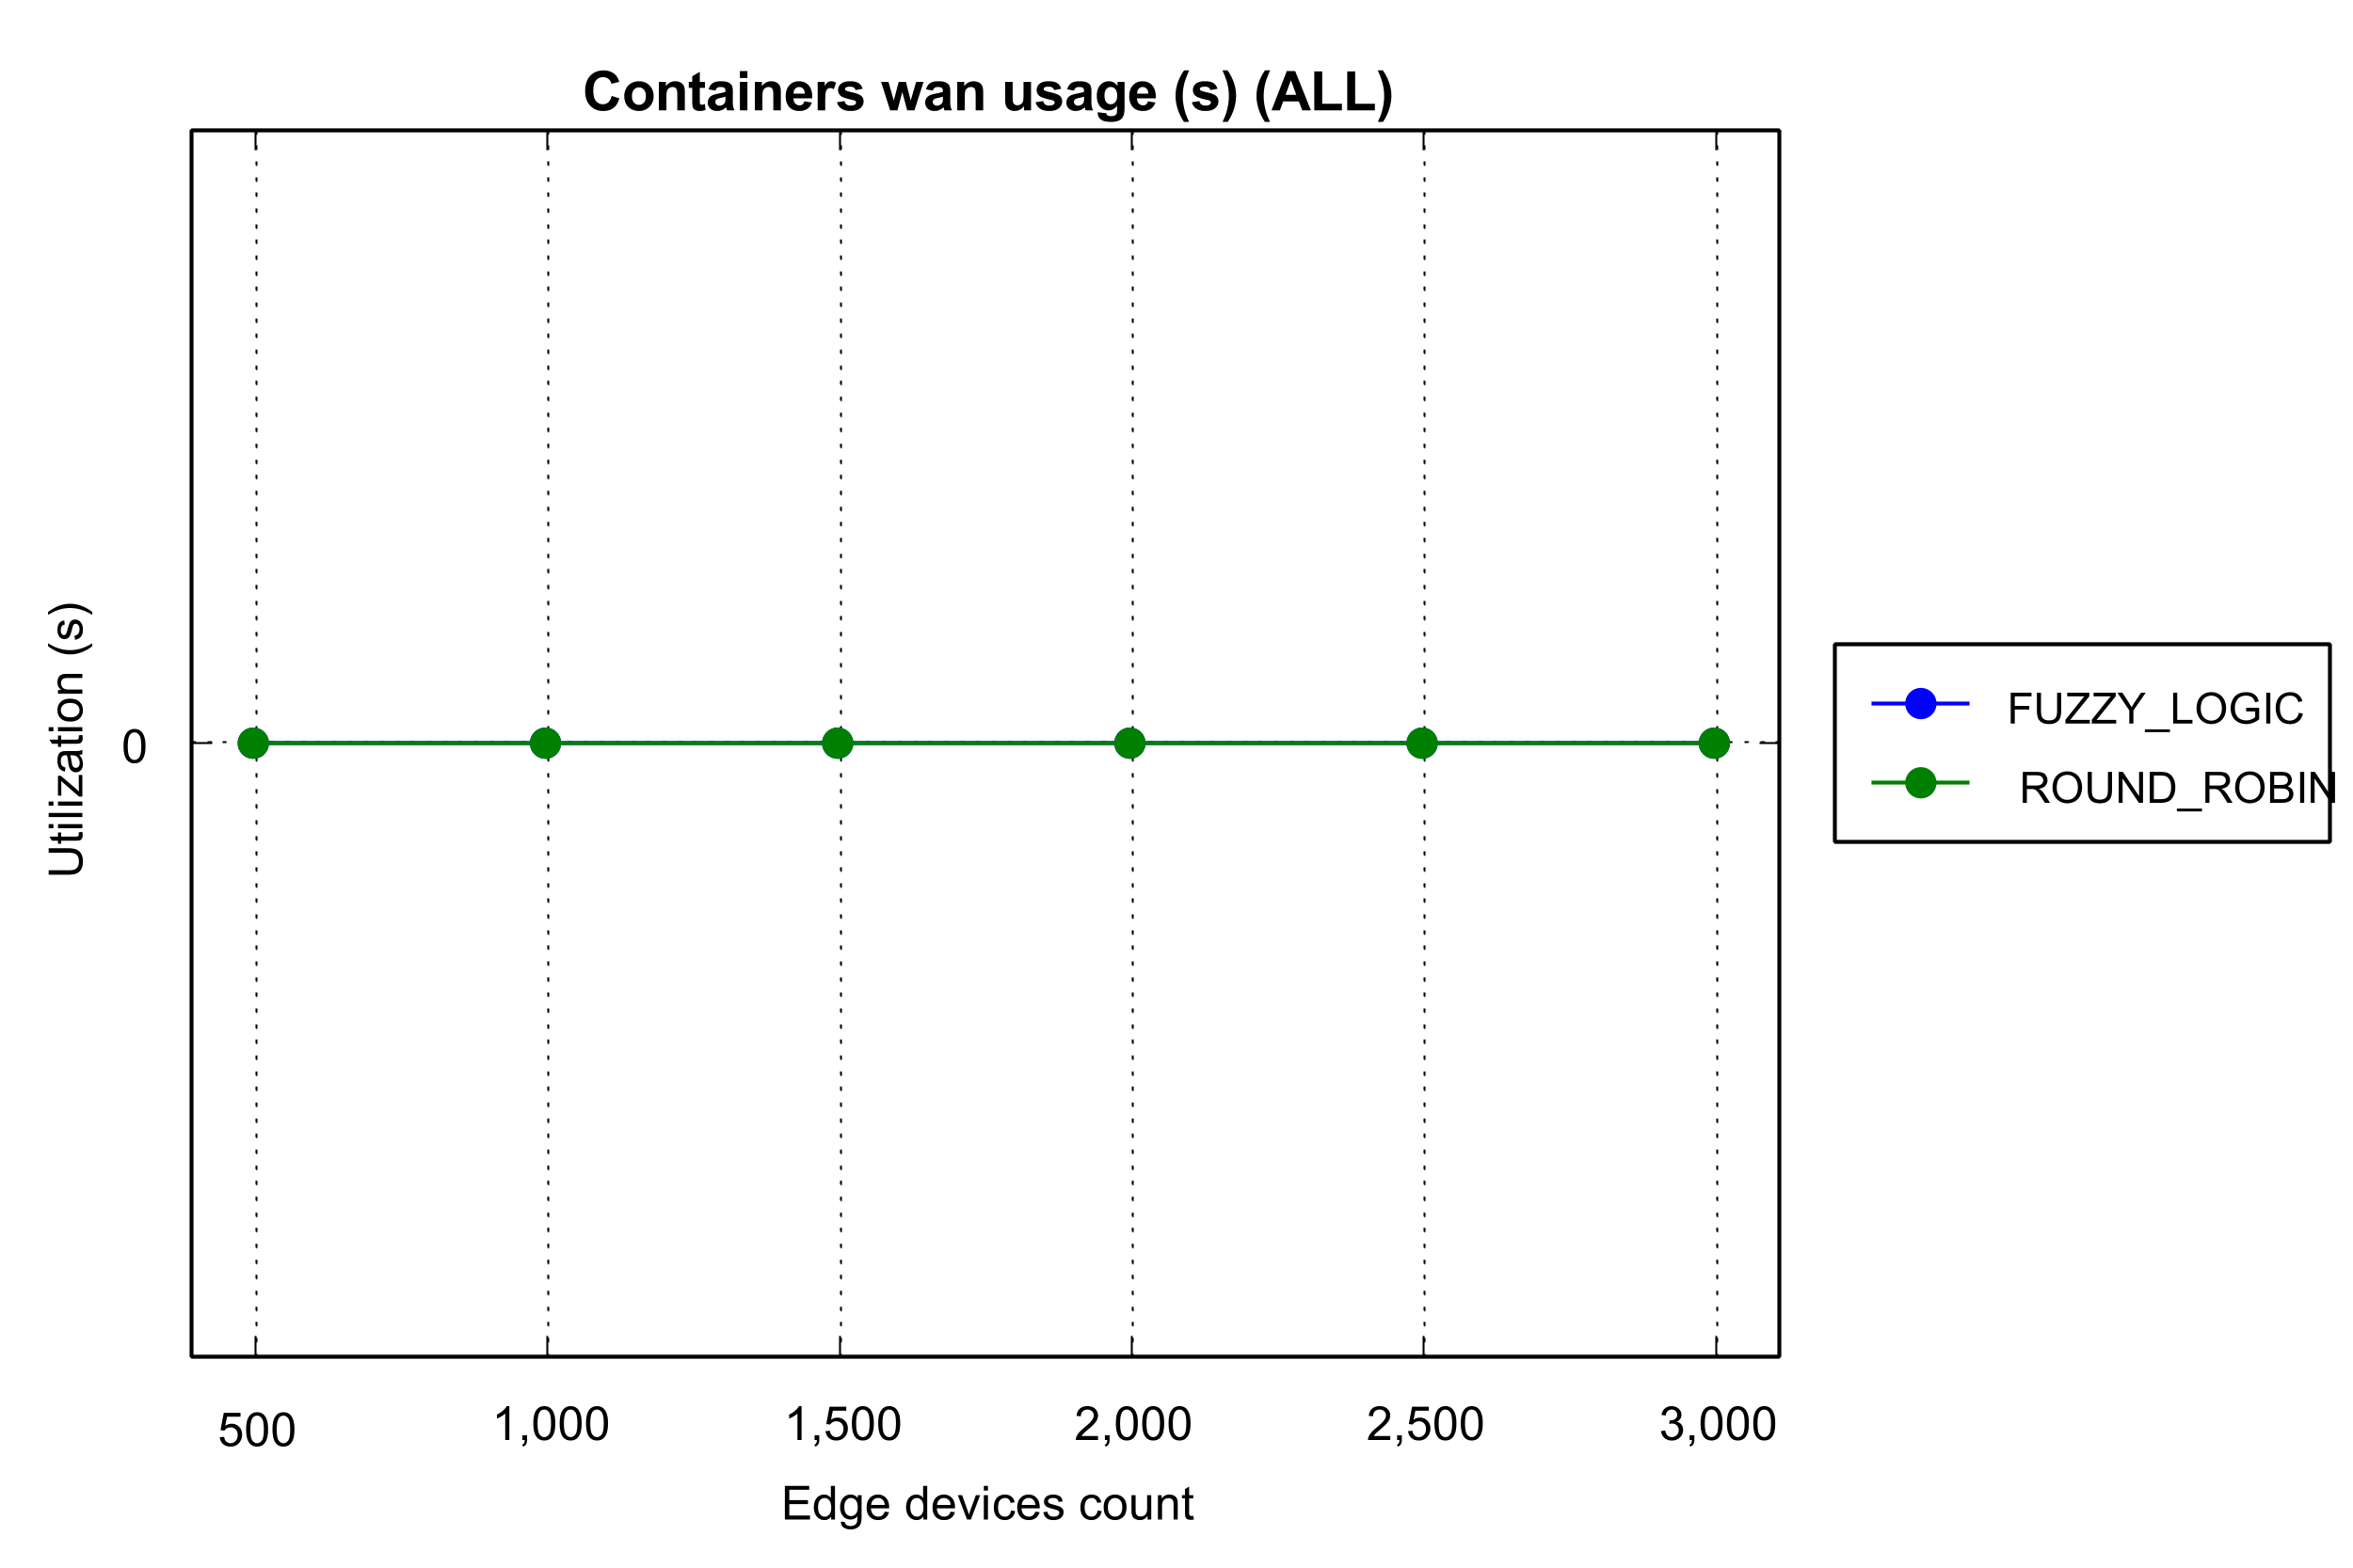 Containers wan usage (s) (ALL)
Utilization (s)
0
FUZZY_LOGIC
ROUND_ROBIN
500 1,000 1,500 2,000 2,500 3,000
Edge devices count